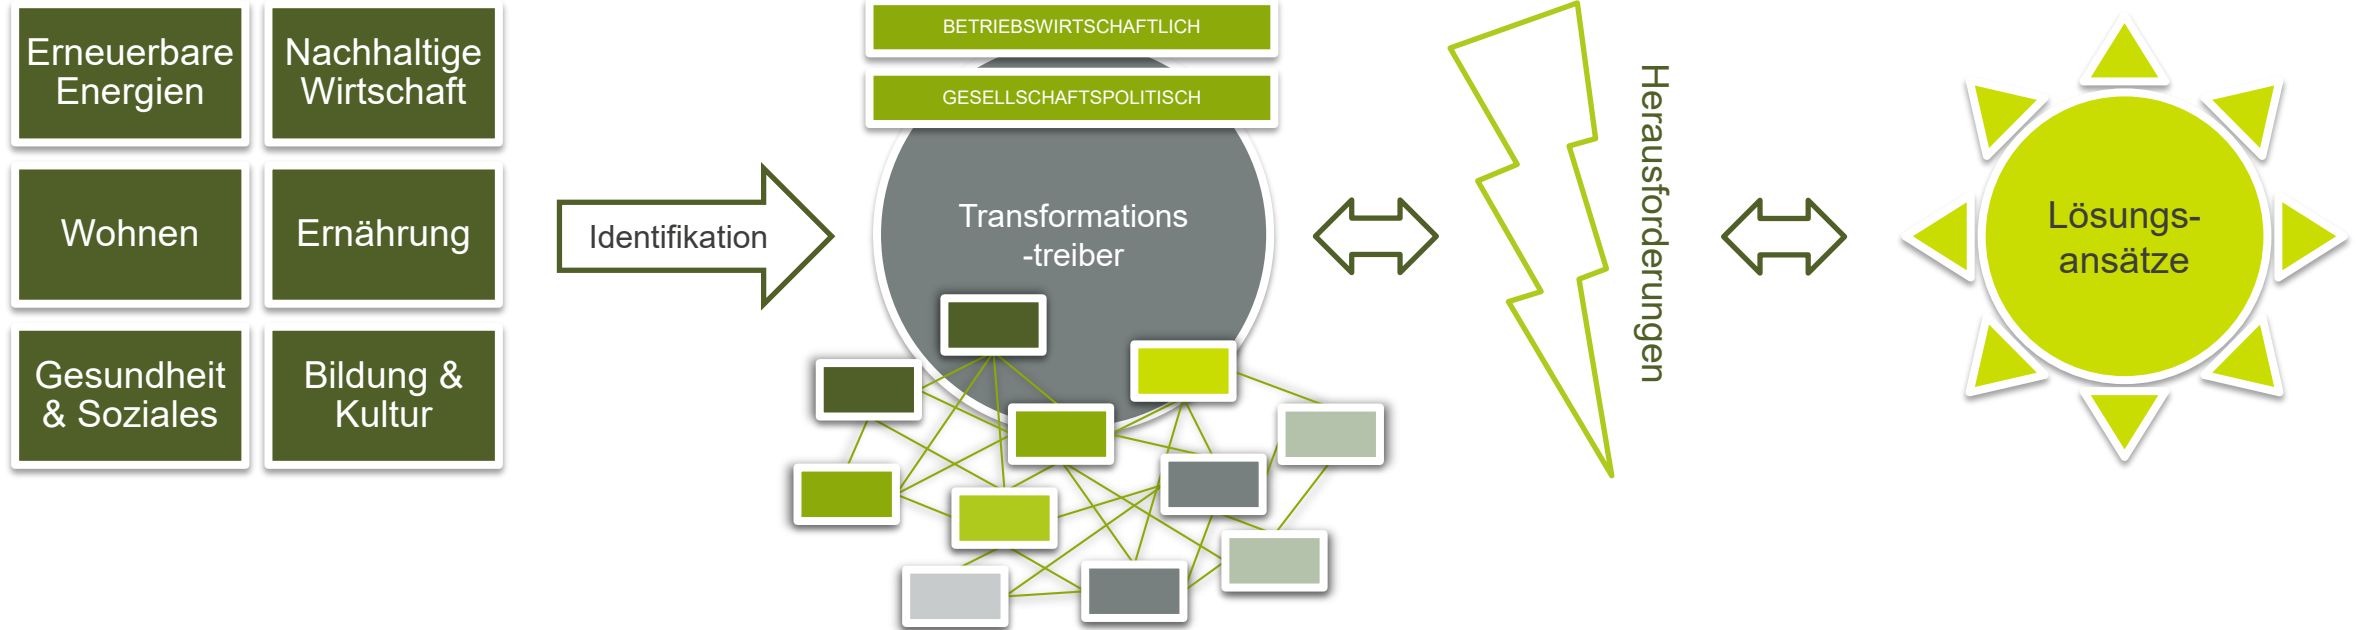 Erneuerbare
Energien
Nachhaltige
Wirtschaft
Wohnen
Ernährung
Gesundheit
& Soziales
Bildung &
Kultur
Identifikation
BETRIEBSWIRTSCHAFTLICH
GESELLSCHAFTSPOLITISCH
Transformations
-treiber
Herausforderungen
Lösungs-
ansätze